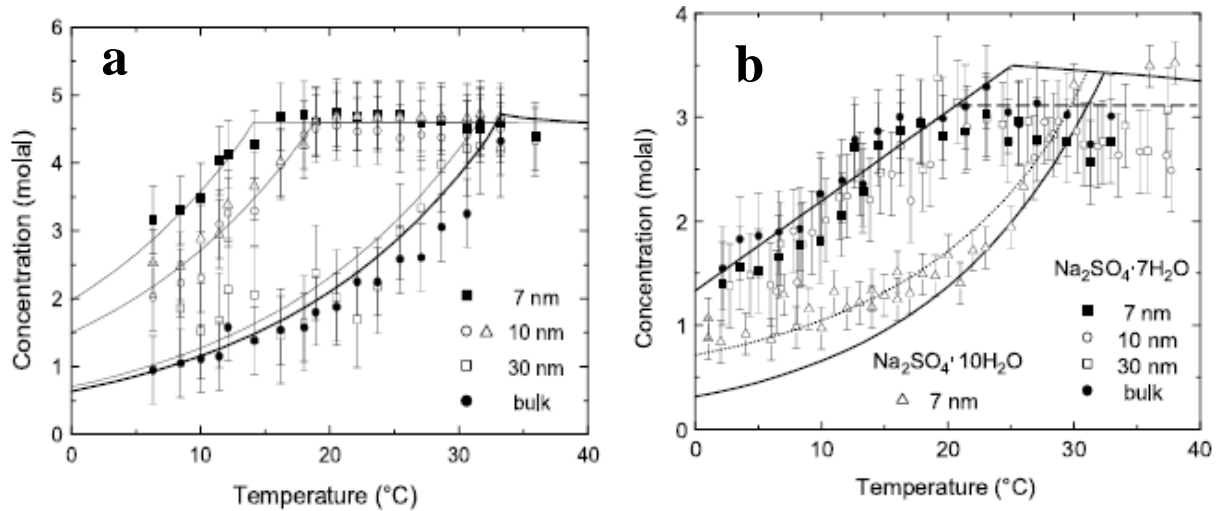 a
Concentration (molal)
6
5
4
3
2
1
0
7 nm
10 nm
30 nm
bulk
0 10 20 30 40
Temperature (°C)
b
Concentration (molal)
4
3
2
1
0
Na₂SO₄·7H₂O
7 nm
10 nm
30 nm
bulk
Na₂SO₄·10H₂O
7 nm
0 10 20 30 40
Temperature (°C)